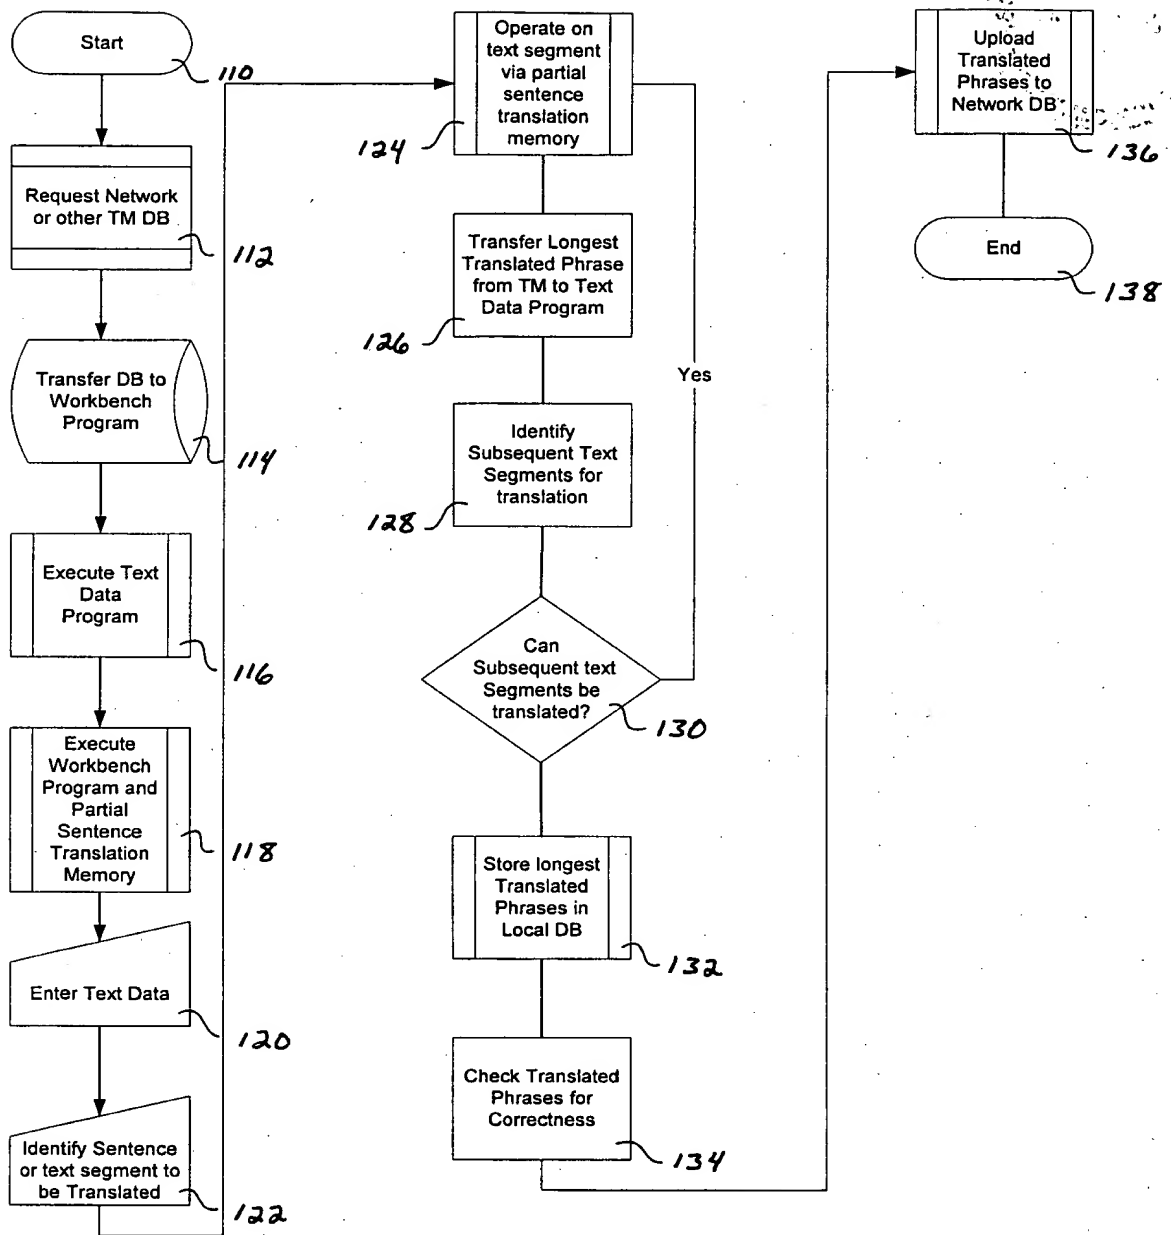 Start
110
Request Network
or other TM DB
112
Transfer DB to
Workbench
Program
114
Execute Text
Data
Program
116
Execute
Workbench
Program and
Partial
Sentence
Translation
Memory
118
Enter Text Data
120
Identify Sentence
or text segment to
be Translated
122
Operate on
text segment
via partial
sentence
translation
memory
124
Transfer Longest
Translated Phrase
from TM to Text
Data Program
126
Identify
Subsequent Text
Segments for
translation
128
Yes
Can
Subsequent text
Segments be
translated?
130
Store longest
Translated
Phrases in
Local DB
132
Check Translated
Phrases for
Correctness
134
Upload
Translated
Phrases to
Network DB
136
End
138